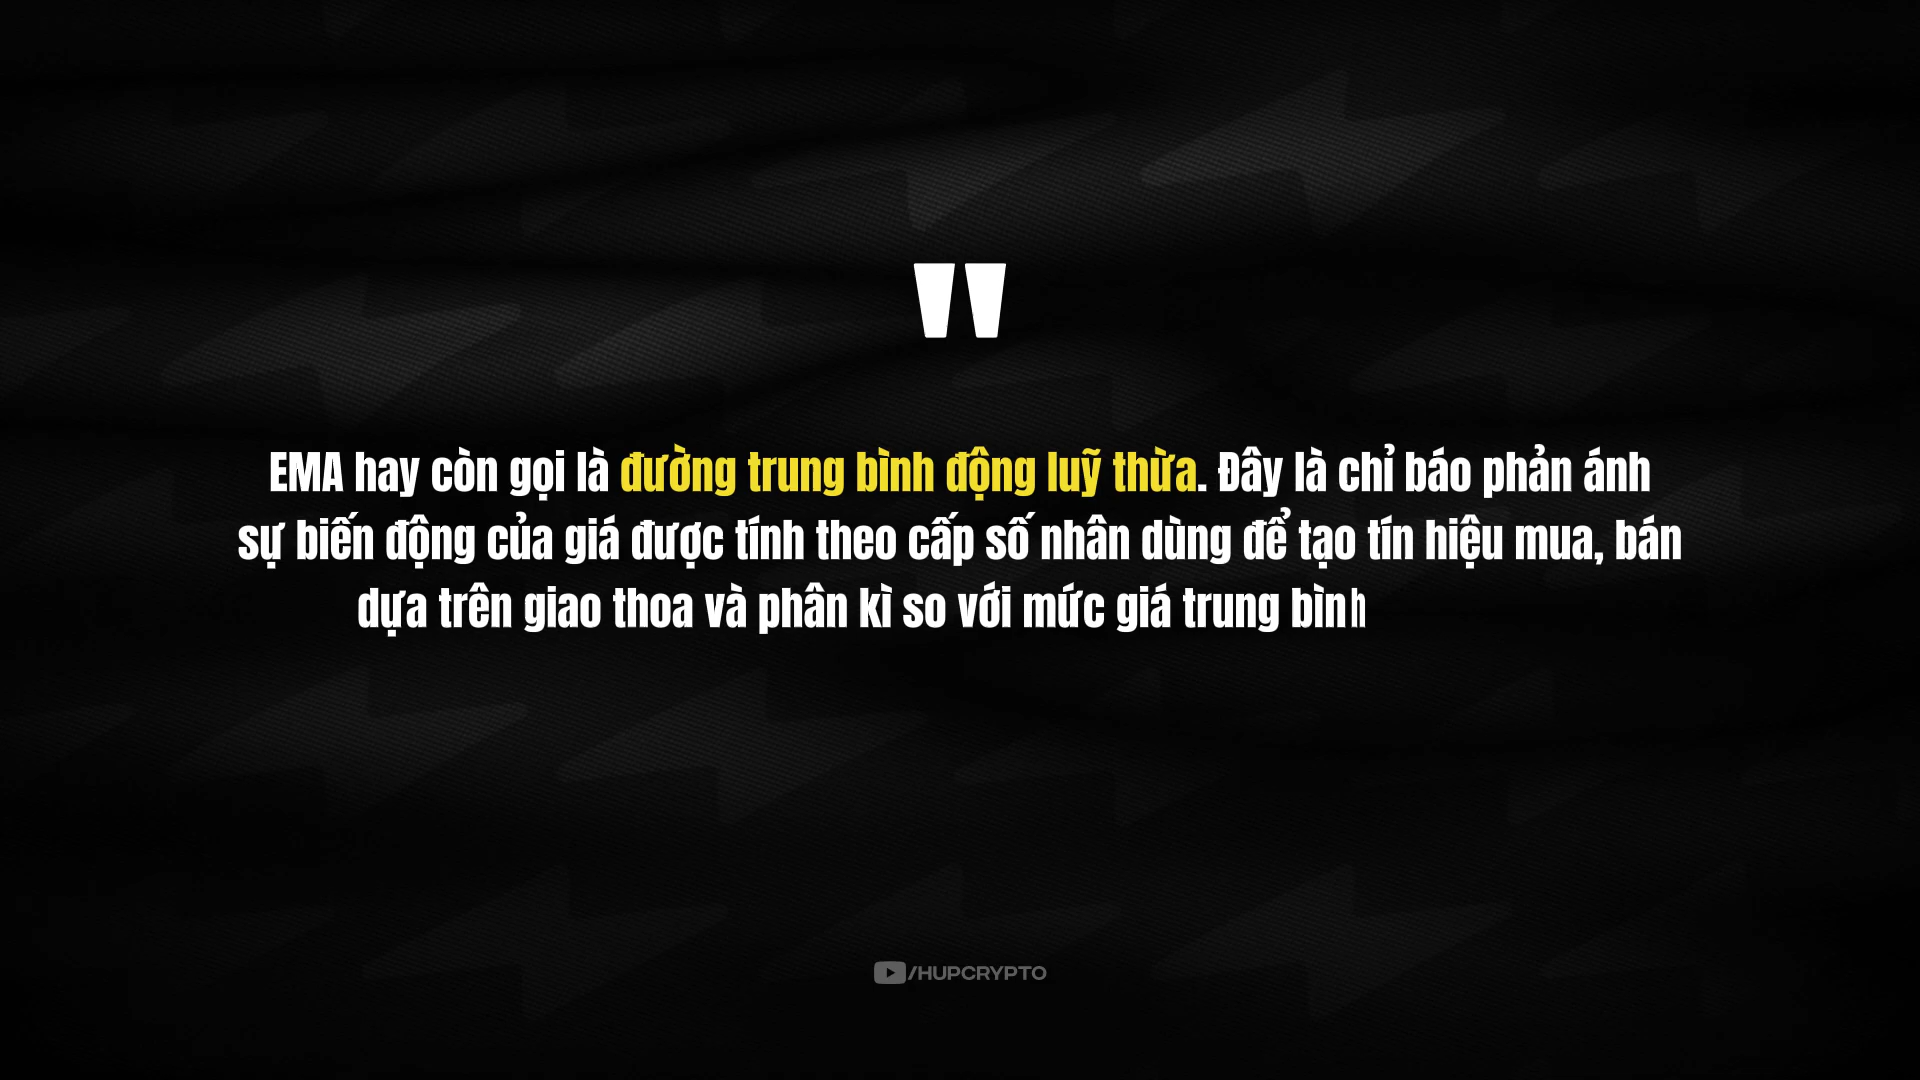 "
EMA hay còn gọi là đường trung bình động luỹ thừa. Đây là chỉ báo phản ánh
sự biến động của giá được tính theo cấp số nhân dùng để tạo tín hiệu mua, bán
dựa trên giao thoa và phân kì so với mức giá trung bình
/HUPCRYPTO